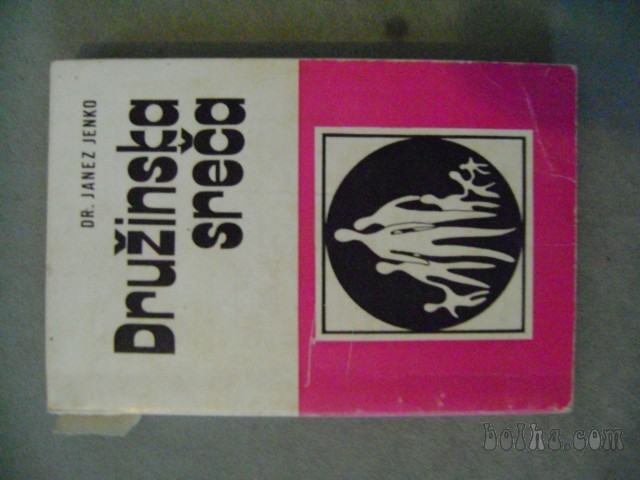 DR. JANEZ JENKO
Družinska
sreča
bolha.com